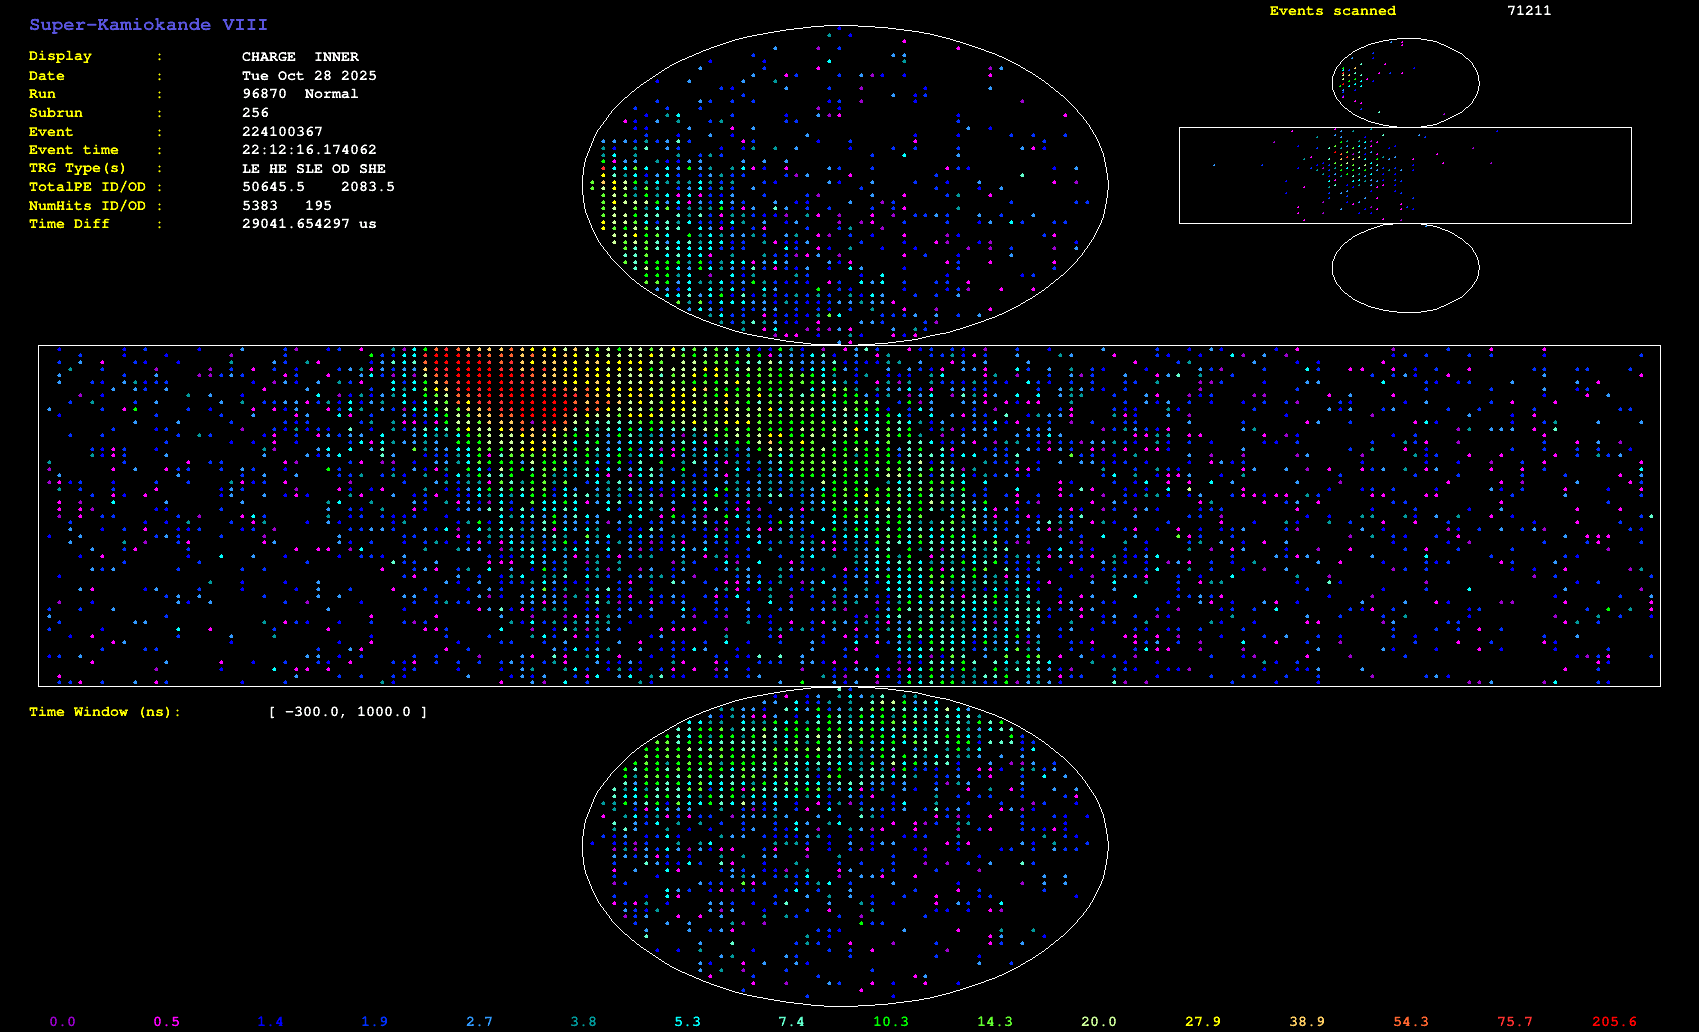 Super-Kamiokande VIII
Events scanned 71211
Display : CHARGE INNER
Date : Tue Oct 28 2025
Run : 96870 Normal
Subrun : 256
Event : 224100367
Event time : 22:12:16.174062
TRG Type(s) : LE HE SLE OD SHE
TotalPE ID/OD : 50645.5 2083.5
NumHits ID/OD : 5383 195
Time Diff : 29041.654297 us
Time Window (ns): [ -300.0, 1000.0 ]
0.0 0.5 1.4 1.9 2.7 3.8 5.3 7.4 10.3 14.3 20.0 27.9 38.9 54.3 75.7 205.6